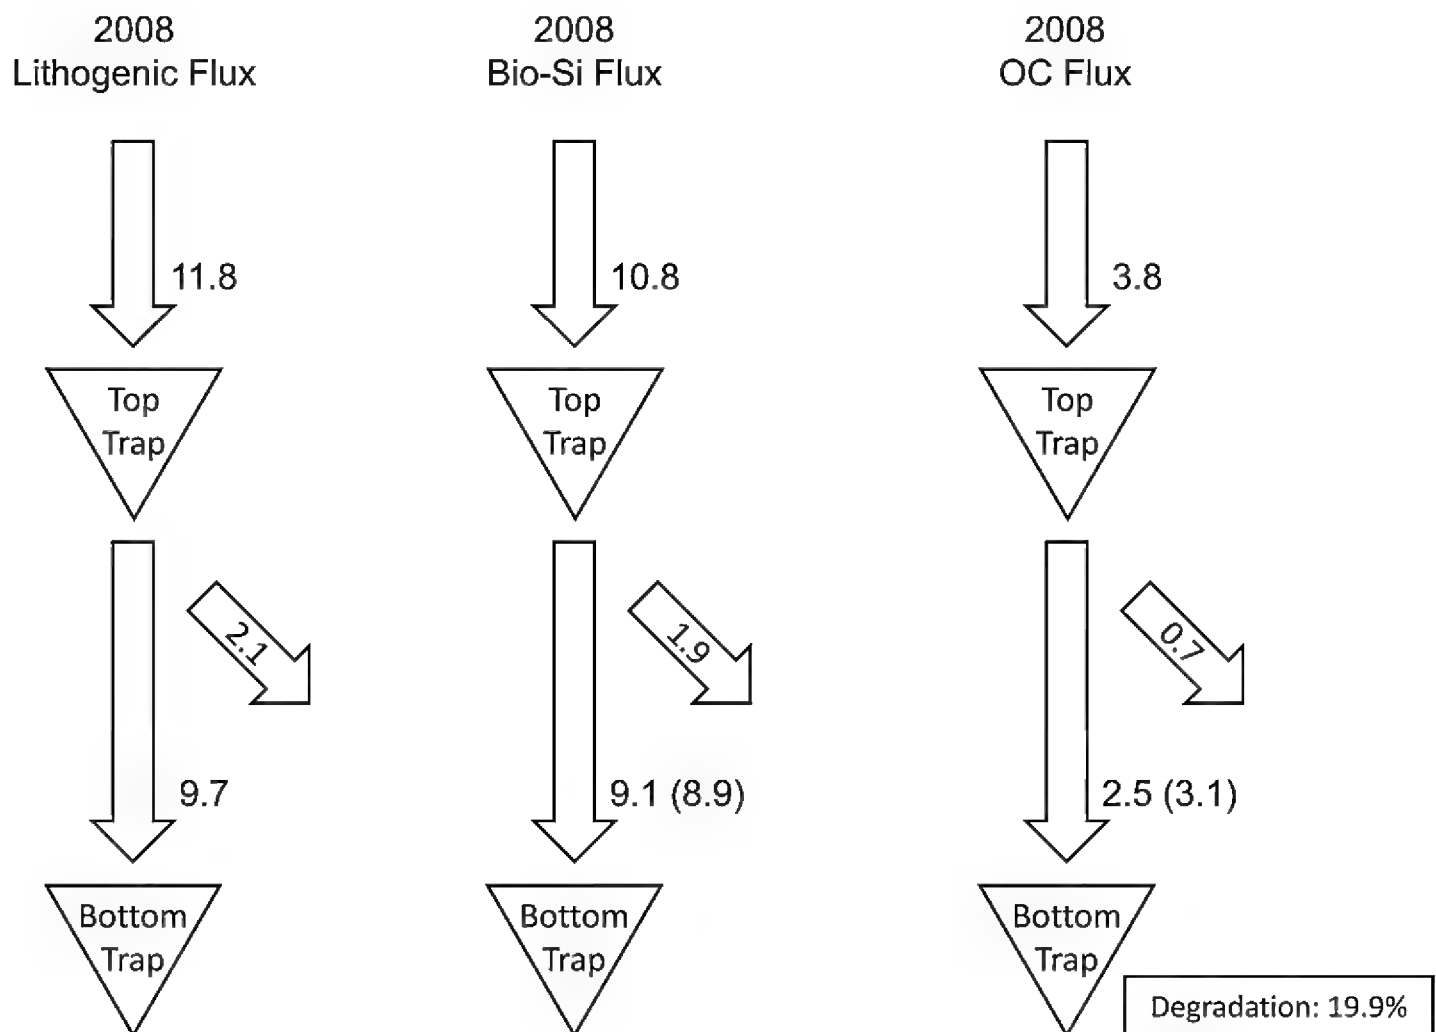 2008
Lithogenic Flux
11.8
Top
Trap
2.1
9.7
Bottom
Trap
2008
Bio-Si Flux
10.8
Top
Trap
1.9
9.1 (8.9)
Bottom
Trap
2008
OC Flux
3.8
Top
Trap
0.7
2.5 (3.1)
Bottom
Trap
Degradation: 19.9%